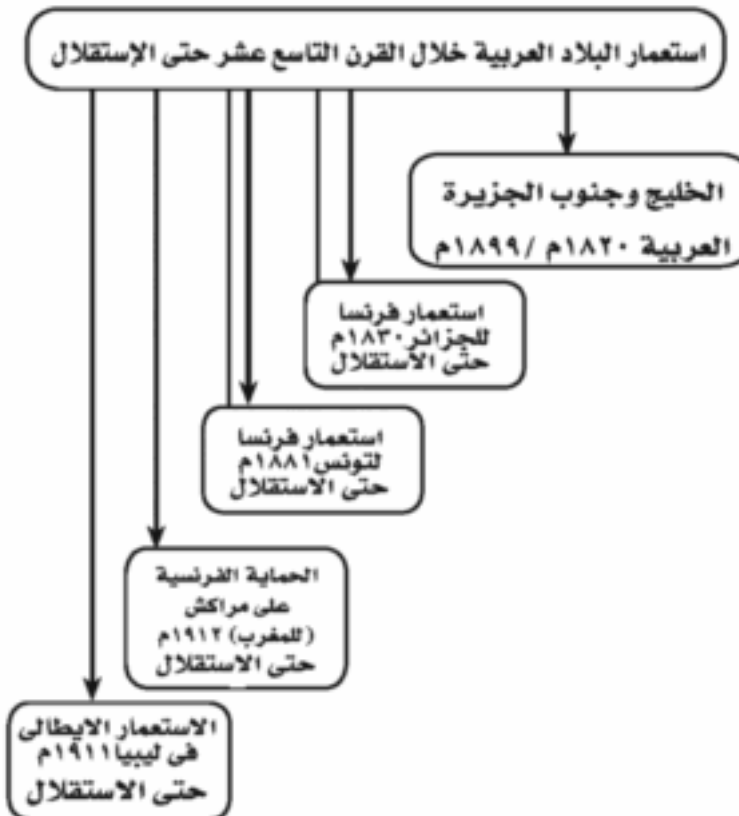 استعمار البلاد العربية خلال القرن التاسع عشر حتى الإستقلال
الخليج وجنوب الجزيرة
العربية ١٨٢٠م /١٨٩٩م
استعمار فرنسا
للجزائر١٨٣٠م
حتى الاستقلال
استعمار فرنسا
لتونس١٨٨١م
حتى الاستقلال
الحماية الفرنسية
على مراكش
(للمغرب) ١٩١٢م
حتى الاستقلال
الاستعمار الايطالى
فى ليبيا١٩١١م
حتى الاستقلال